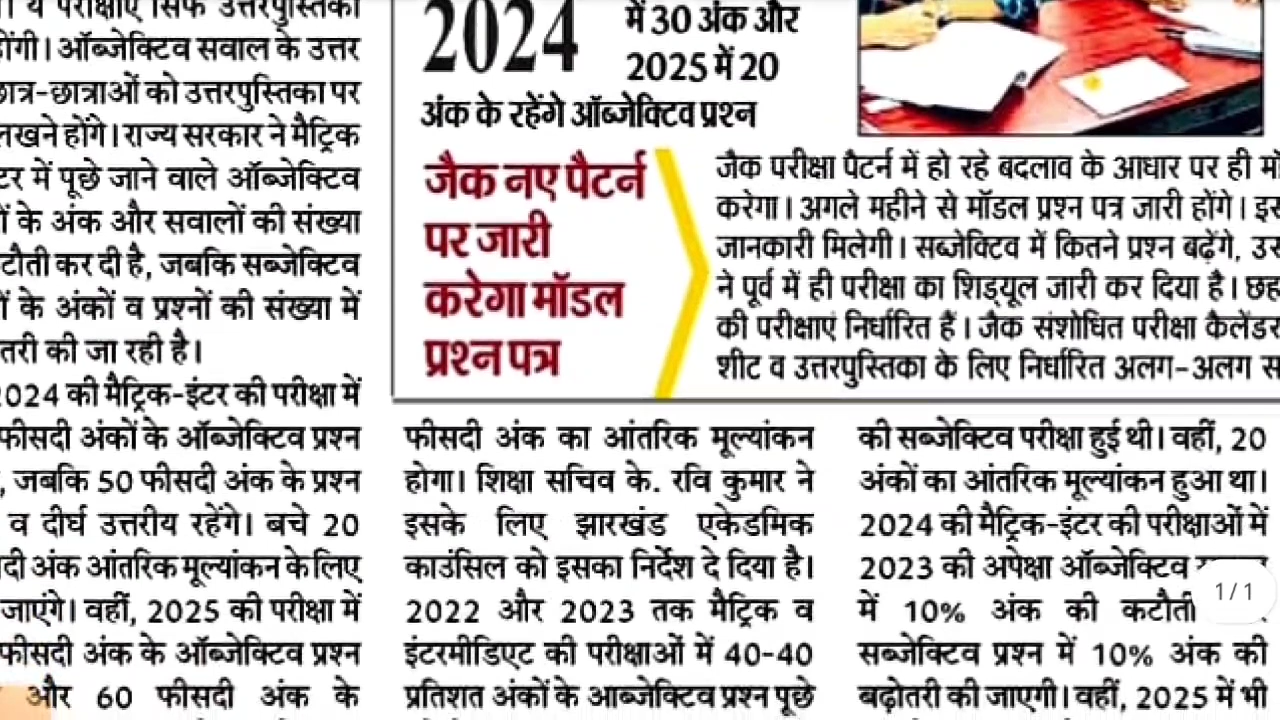 परीक्षाएं सिर्फ उत्तरपुस्तिका
होंगी। ऑब्जेक्टिव सवाल के उत्तर
छात्र-छात्राओं को उत्तरपुस्तिका पर
लिखने होंगे। राज्य सरकार ने मैट्रिक
में पूछे जाने वाले ऑब्जेक्टिव
के अंक और सवालों की संख्या
कर दी है, जबकि सब्जेक्टिव
के अंकों व प्रश्नों की संख्या में
की जा रही है।
2024 की मैट्रिक-इंटर की परीक्षा में
फीसदी अंकों के ऑब्जेक्टिव प्रश्न
, जबकि 50 फीसदी अंक के प्रश्न
व दीर्घ उत्तरीय रहेंगे। बचे 20
अंक आंतरिक मूल्यांकन के लिए
जाएंगे। वहीं, 2025 की परीक्षा में
फीसदी अंक के ऑब्जेक्टिव प्रश्न
और 60 फीसदी अंक के
2024
में 30 अंक और
2025 में 20
अंक के रहेंगे ऑब्जेक्टिव प्रश्न
जैक नए पैटर्न
पर जारी
करेगा मॉडल
प्रश्न पत्र
जैक परीक्षा पैटर्न में हो रहे बदलाव के आधार पर ही
करेगा। अगले महीने से मॉडल प्रश्न पत्र जारी होंगे।
जानकारी मिलेगी। सब्जेक्टिव में कितने प्रश्न बढ़ेंगे,
ने पूर्व में ही परीक्षा का शिड्यूल जारी कर दिया है।
की परीक्षाएं निर्धारित हैं। जैक संशोधित परीक्षा कैलेंडर
शीट व उत्तरपुस्तिका के लिए निर्धारित अलग-अलग
फीसदी अंक का आंतरिक मूल्यांकन
होगा। शिक्षा सचिव के. रवि कुमार ने
इसके लिए झारखंड एकेडमिक
काउंसिल को इसका निर्देश दे दिया है।
2022 और 2023 तक मैट्रिक व
इंटरमीडिएट की परीक्षाओं में 40-40
प्रतिशत अंकों के आब्जेक्टिव प्रश्न पूछे
की सब्जेक्टिव परीक्षा हुई थी। वहीं, 20
अंकों का आंतरिक मूल्यांकन हुआ था।
2024 की मैट्रिक-इंटर की परीक्षाओं में
2023 की अपेक्षा ऑब्जेक्टिव
में 10% अंक की कटौती
सब्जेक्टिव प्रश्न में 10% अंक की
बढ़ोतरी की जाएगी। वहीं, 2025 में भी
1/1